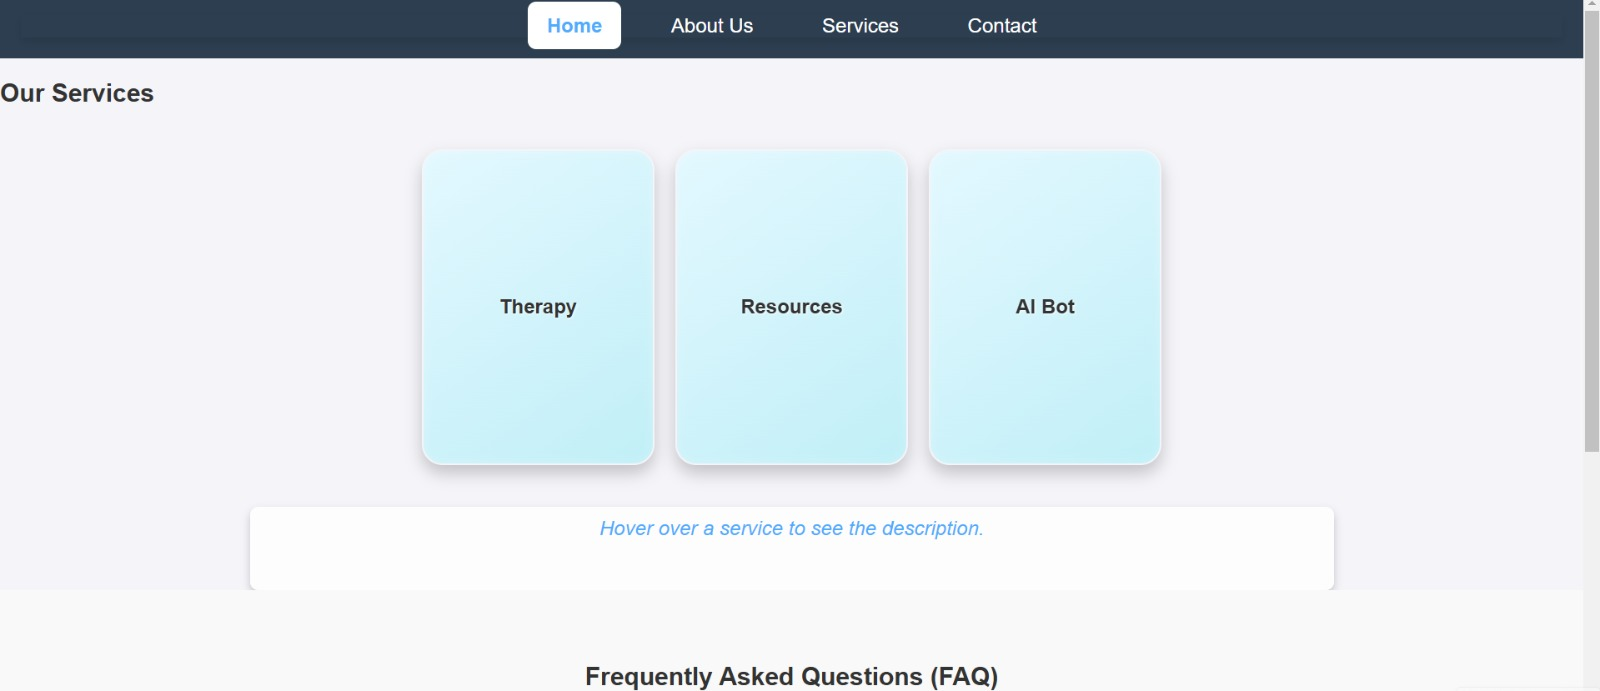 Home About Us Services Contact
Our Services
Therapy Resources AI Bot
Hover over a service to see the description.
Frequently Asked Questions (FAQ)